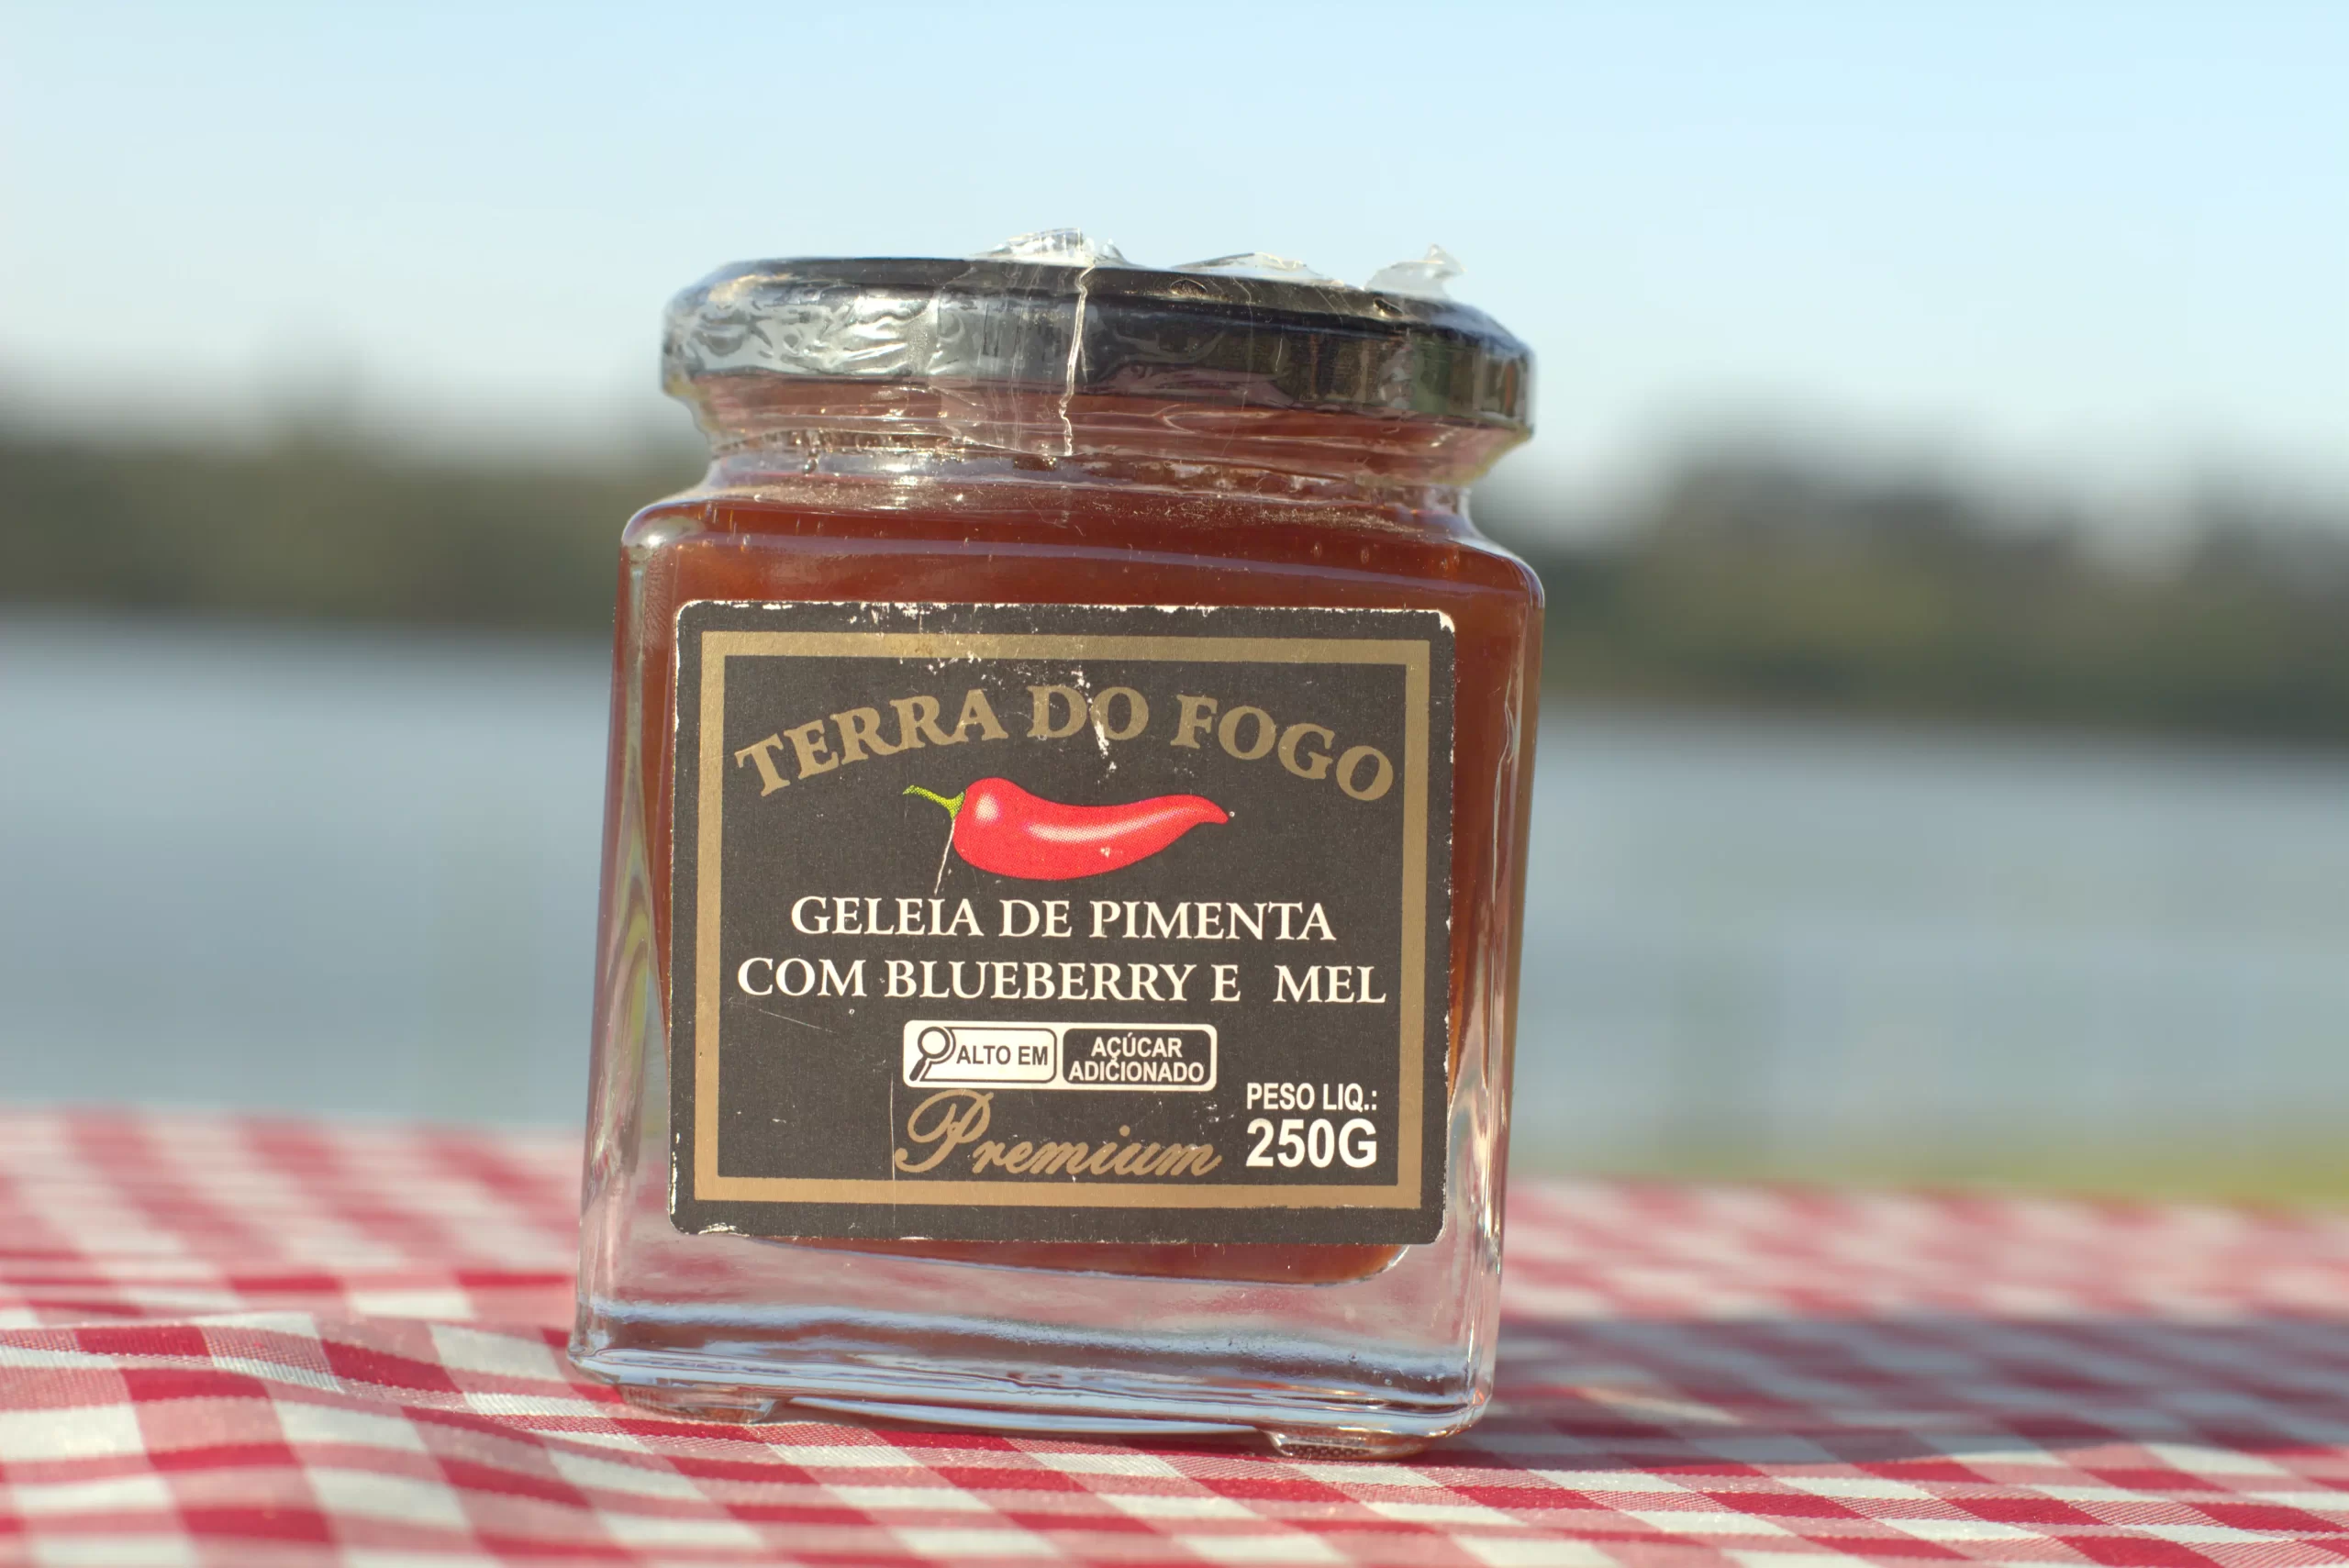 TERRA DO FOGO
GELEIA DE PIMENTA
COM BLUEBERRY E MEL
ALTO EM
AÇÚCAR
ADICIONADO
Premium
PESO LIQ.:
250G